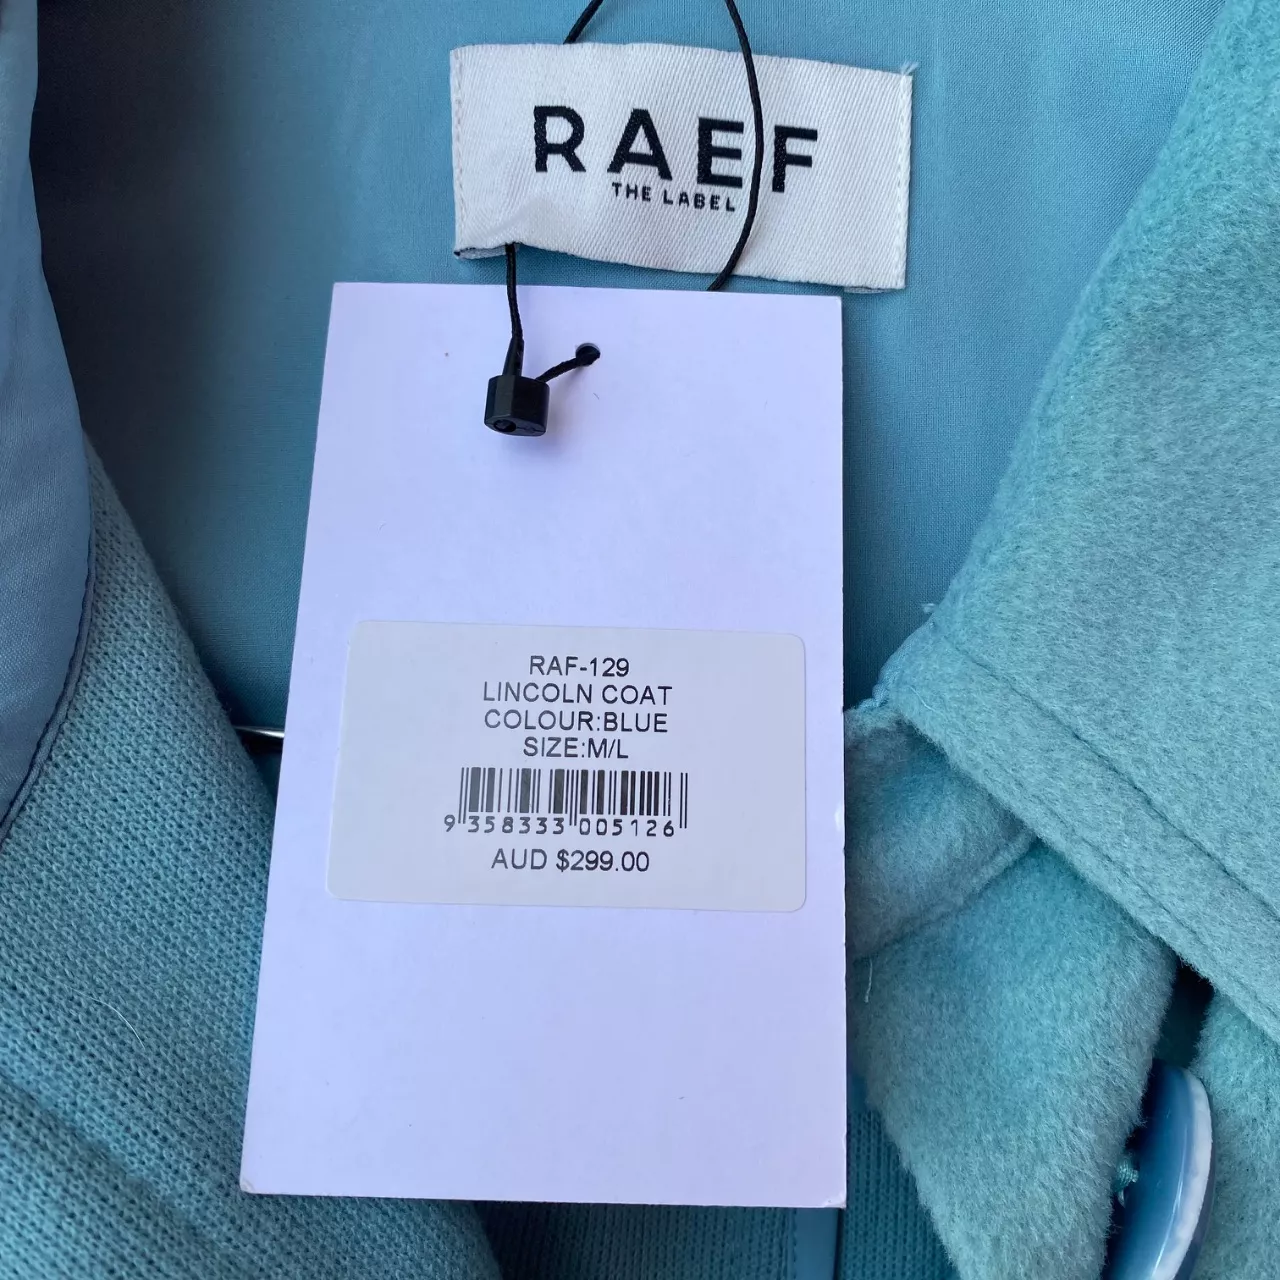 RAEF
THE LABEL
RAF-129
LINCOLN COAT
COLOUR:BLUE
SIZE:M/L
9 358333 005126
AUD $299.00